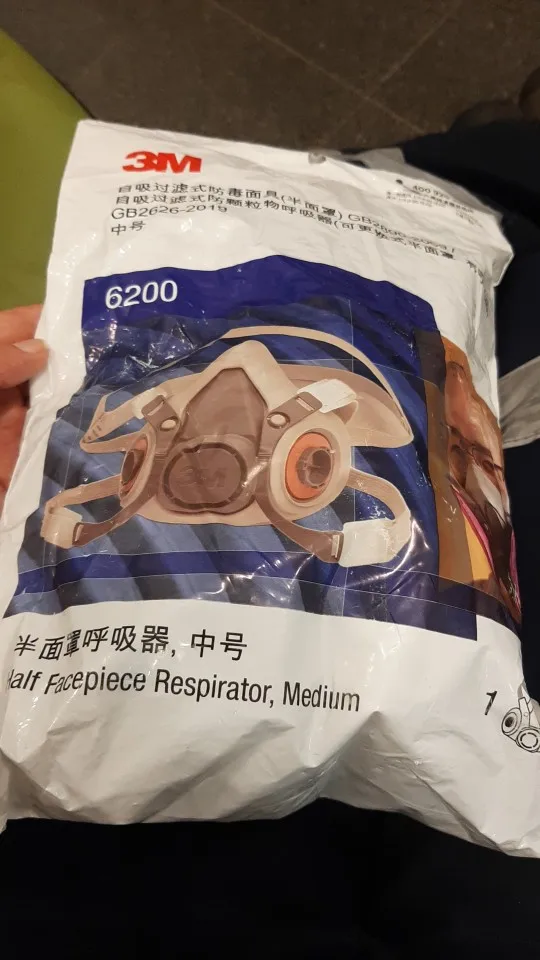 3M
自吸过滤式防毒面具(半面罩)
自吸过滤式防颗粒物呼吸器(可更换式半面罩
GB2626-2019
中号
6200
3M
半面罩呼吸器, 中号
Half Facepiece Respirator, Medium
1